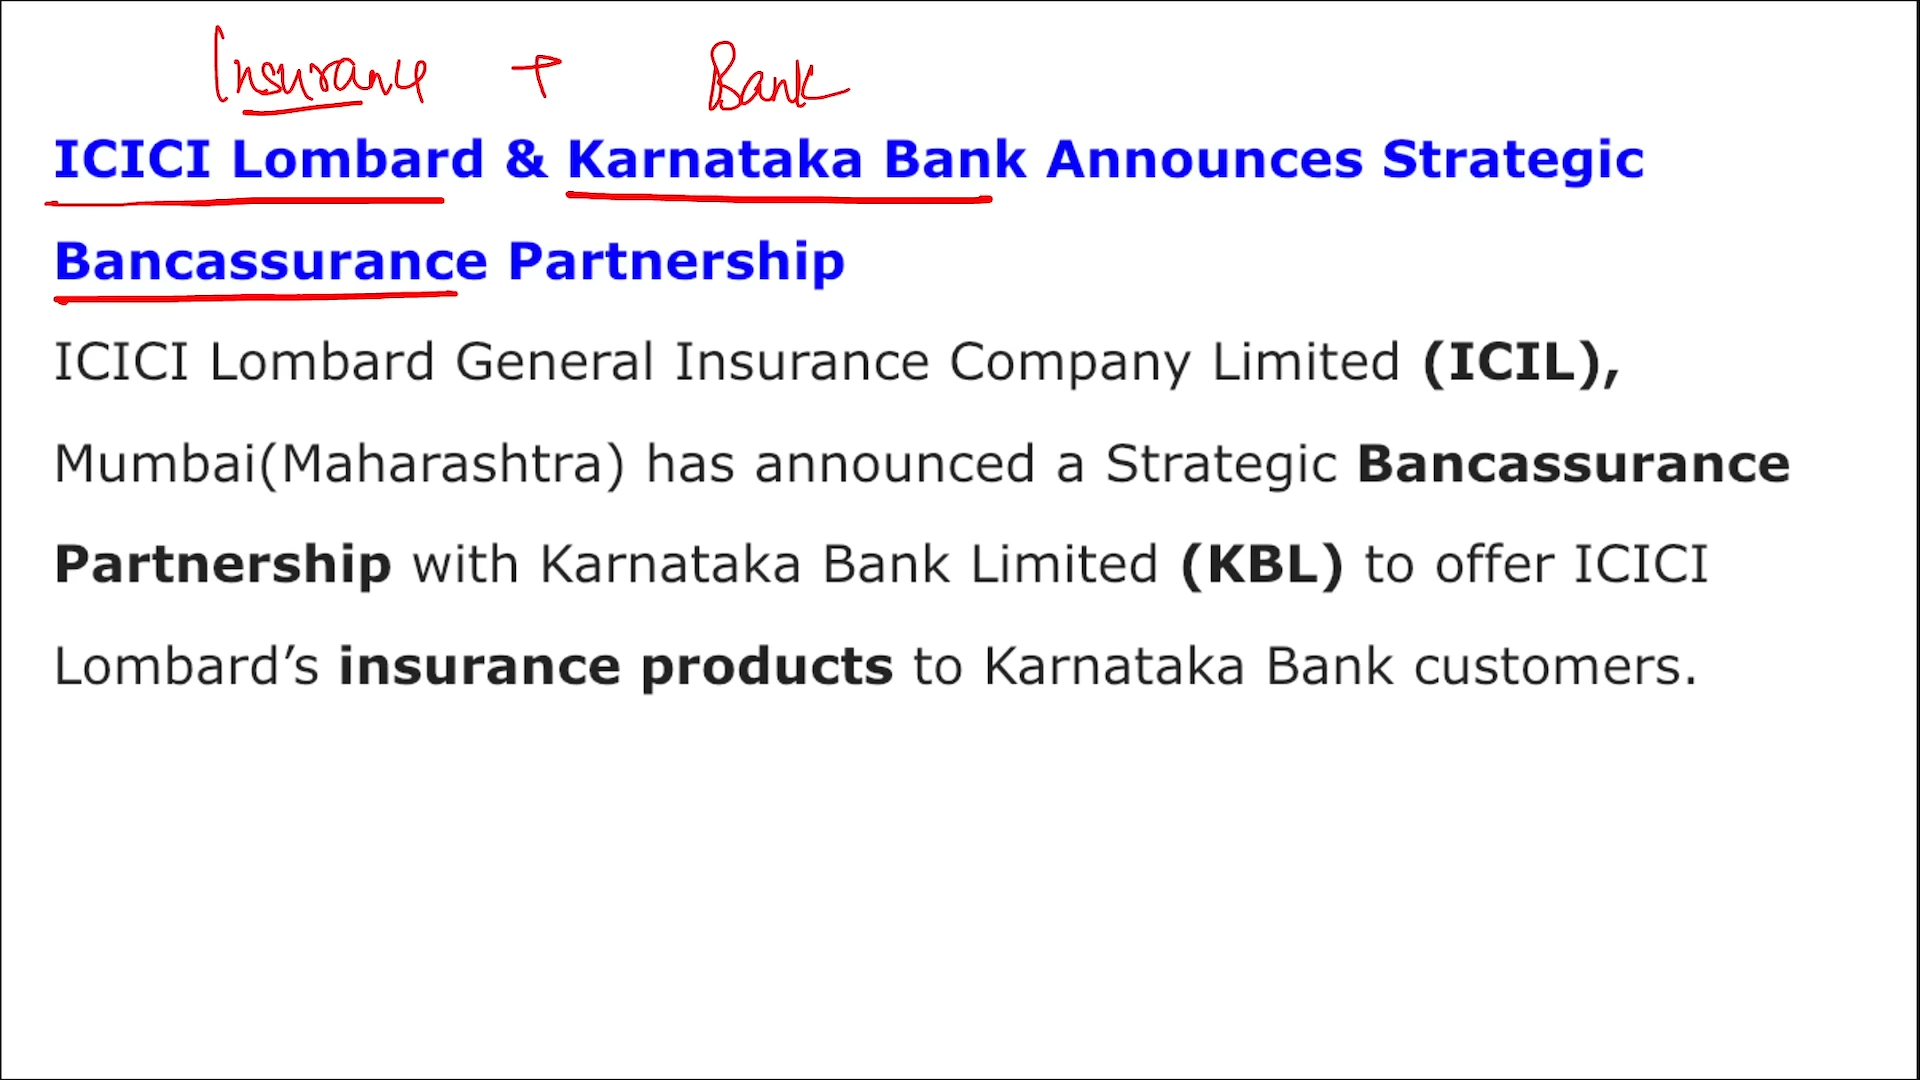 Insurance + Bank
ICICI Lombard & Karnataka Bank Announces Strategic
Bancassurance Partnership
ICICI Lombard General Insurance Company Limited (ICIL),
Mumbai(Maharashtra) has announced a Strategic Bancassurance
Partnership with Karnataka Bank Limited (KBL) to offer ICICI
Lombard’s insurance products to Karnataka Bank customers.